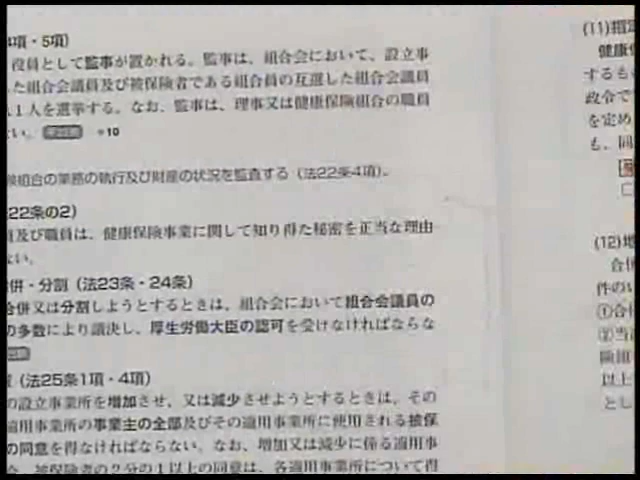 項・5項)
役員として監事が置かれる。監事は、組合会において、設立事
た組合会議員及び被保険者である組合員の互選した組合会議員
1人を選挙する。なお、監事は、理事又は健康保険組合の職員
ない。 *10
険組合の業務の執行及び財産の状況を監査する（法22条4項）。
22条の2）
及び職員は、健康保険事業に関して知り得た秘密を正当な理由
ない。
併・分割（法23条・24条）
合併又は分割しようとするときは、組合会において組合会議員の
の多数により議決し、厚生労働大臣の認可を受けなければならな
（法25条1項・4項）
の設立事業所を増加させ、又は減少させようとするときは、その
適用事業所の事業主の全部及びその適用事業所に使用される被保
の同意を得なければならない。なお、増加又は減少に係る適用事
合、被保険者の2分の1以上の同意は、各適用事業所について得
(11)指定
健康保
するも
政令で
を定め
も、同
(12)増
合併
件のい
①合併
②当該
険組
以上
とし